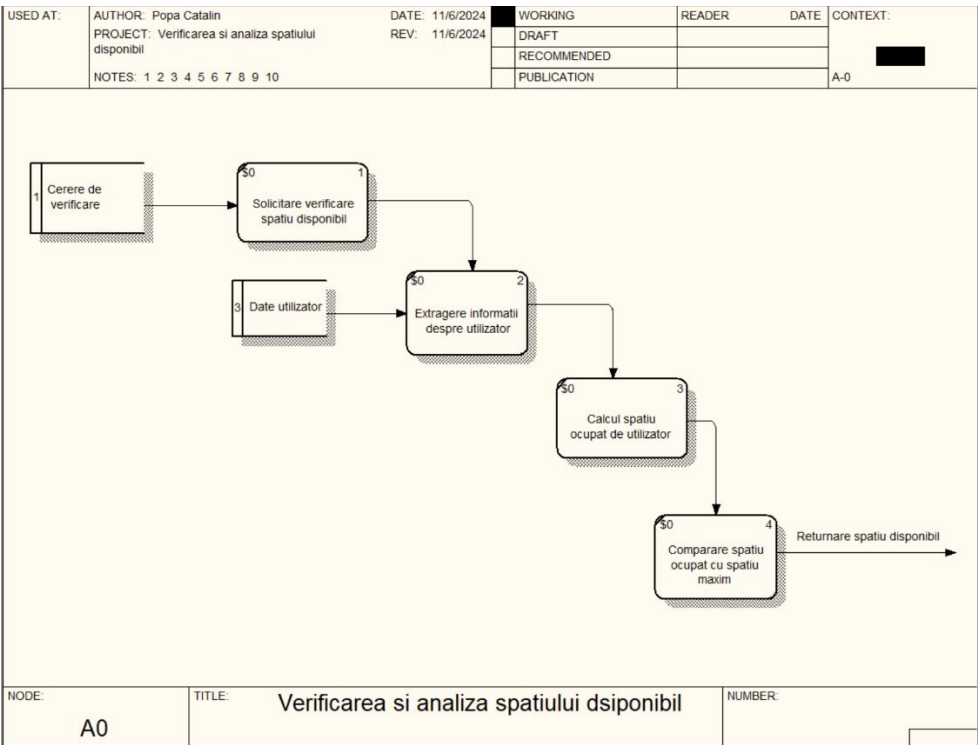 USED AT:
AUTHOR: Popa Catalin
DATE: 11/6/2024
PROJECT: Verificarea si analiza spatiului
disponibil
REV: 11/6/2024
NOTES: 1 2 3 4 5 6 7 8 9 10
WORKING
DRAFT
RECOMMENDED
PUBLICATION
READER
DATE
CONTEXT:
A-0
1
Cerere de
verificare
$0
1
Solicitare verificare
spatiu disponibil
3
Date utilizator
$0
2
Extragere informatii
despre utilizator
$0
3
Calcul spatiu
ocupat de utilizator
$0
4
Comparare spatiu
ocupat cu spatiu
maxim
Returnare spatiu disponibil
NODE:
A0
TITLE:
Verificarea si analiza spatiului dsiponibil
NUMBER: